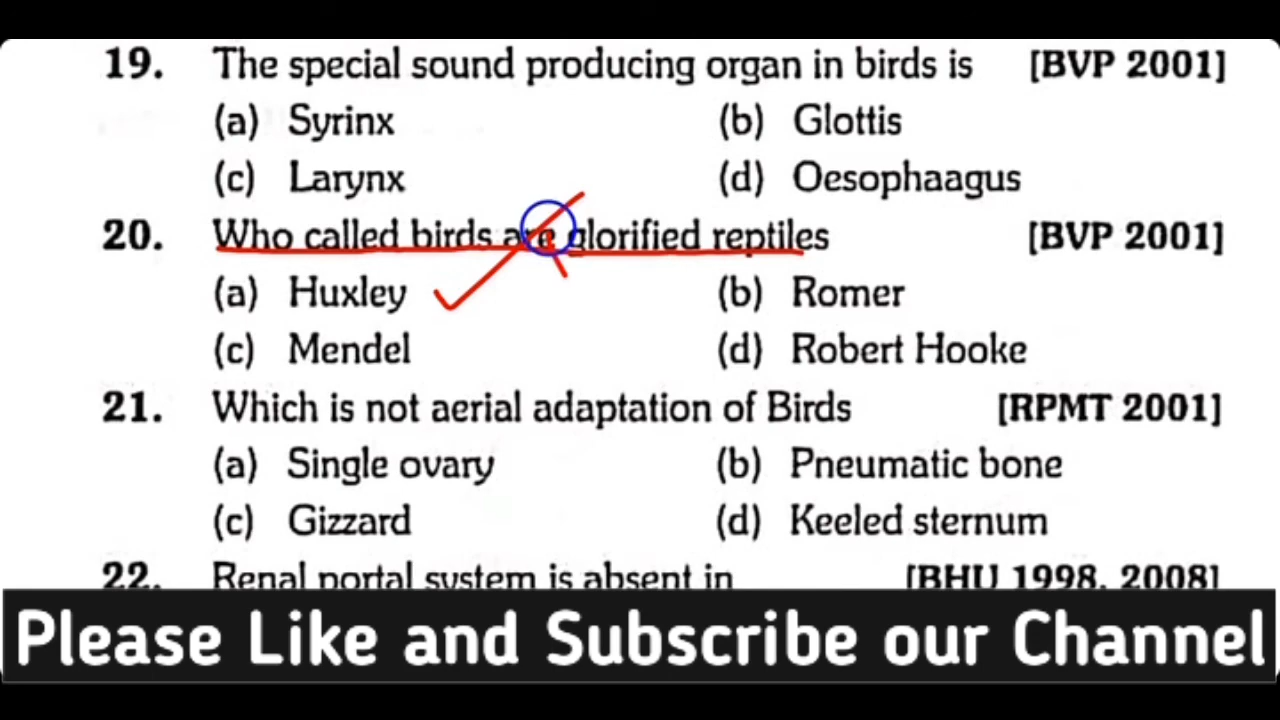 19. The special sound producing organ in birds is [BVP 2001]
(a) Syrinx (b) Glottis
(c) Larynx (d) Oesophaagus
20. Who called birds are glorified reptiles [BVP 2001]
(a) Huxley (b) Romer
(c) Mendel (d) Robert Hooke
21. Which is not aerial adaptation of Birds [RPMT 2001]
(a) Single ovary (b) Pneumatic bone
(c) Gizzard (d) Keeled sternum
22. Renal portal system is absent in [BHU 1998, 2008]
Please Like and Subscribe our Channel